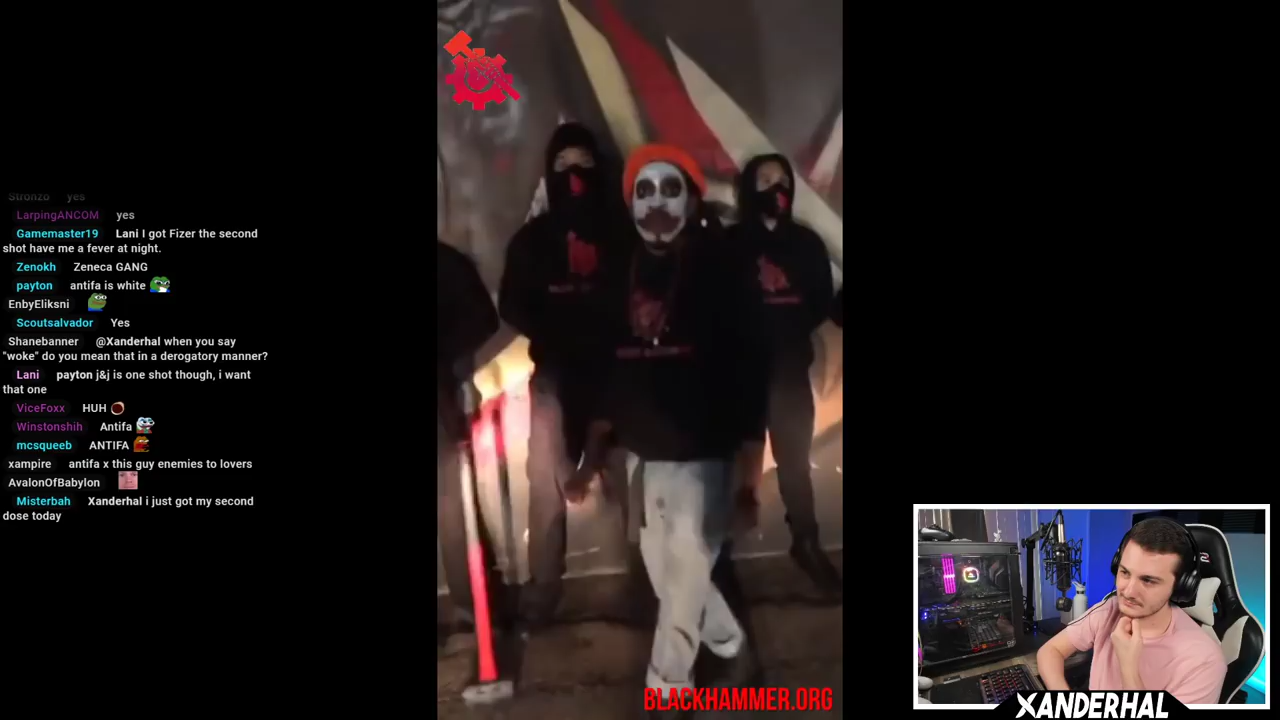 Stronzo yes
LarpingANCOM yes
Gamemaster19 Lani I got Fizer the second
shot have me a fever at night.
Zenokh Zeneca GANG
payton antifa is white
EnbyEliksni
Scoutsalvador Yes
Shanebanner @Xanderhal when you say
"woke" do you mean that in a derogatory manner?
Lani payton j&j is one shot though, i want
that one
ViceFoxx HUH
Winstonshih Antifa
mcsqueeb ANTIFA
xampire antifa x this guy enemies to lovers
AvalonOfBabylon
Misterbah Xanderhal i just got my second
dose today
BLACKHAMMER.ORG
XANDERHAL